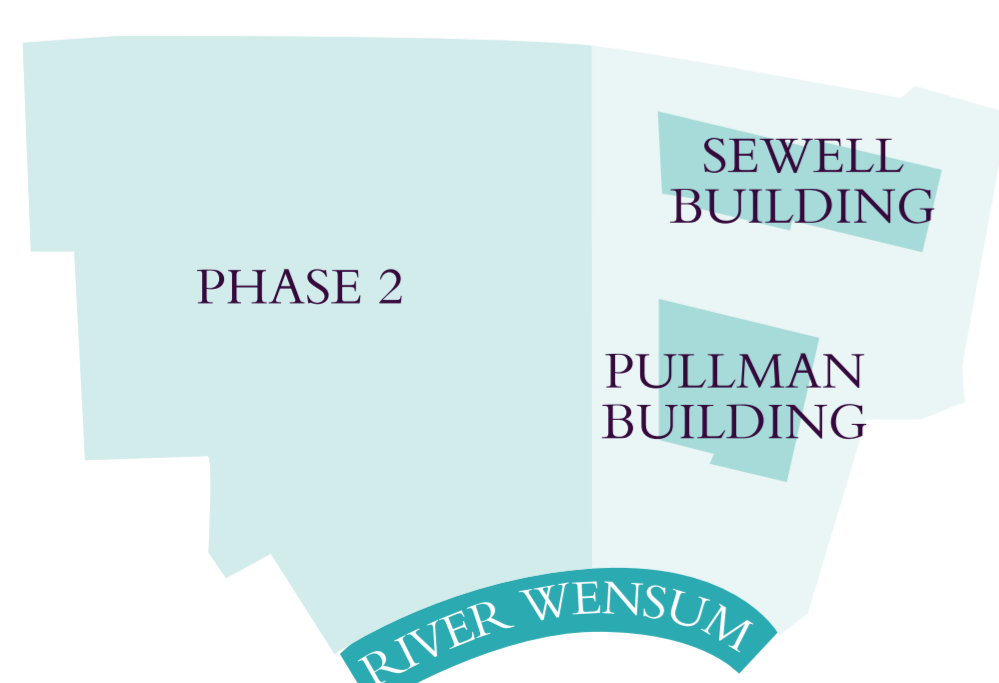 SEWELL
BUILDING
PHASE 2
PULLMAN
BUILDING
RIVER WENSUM